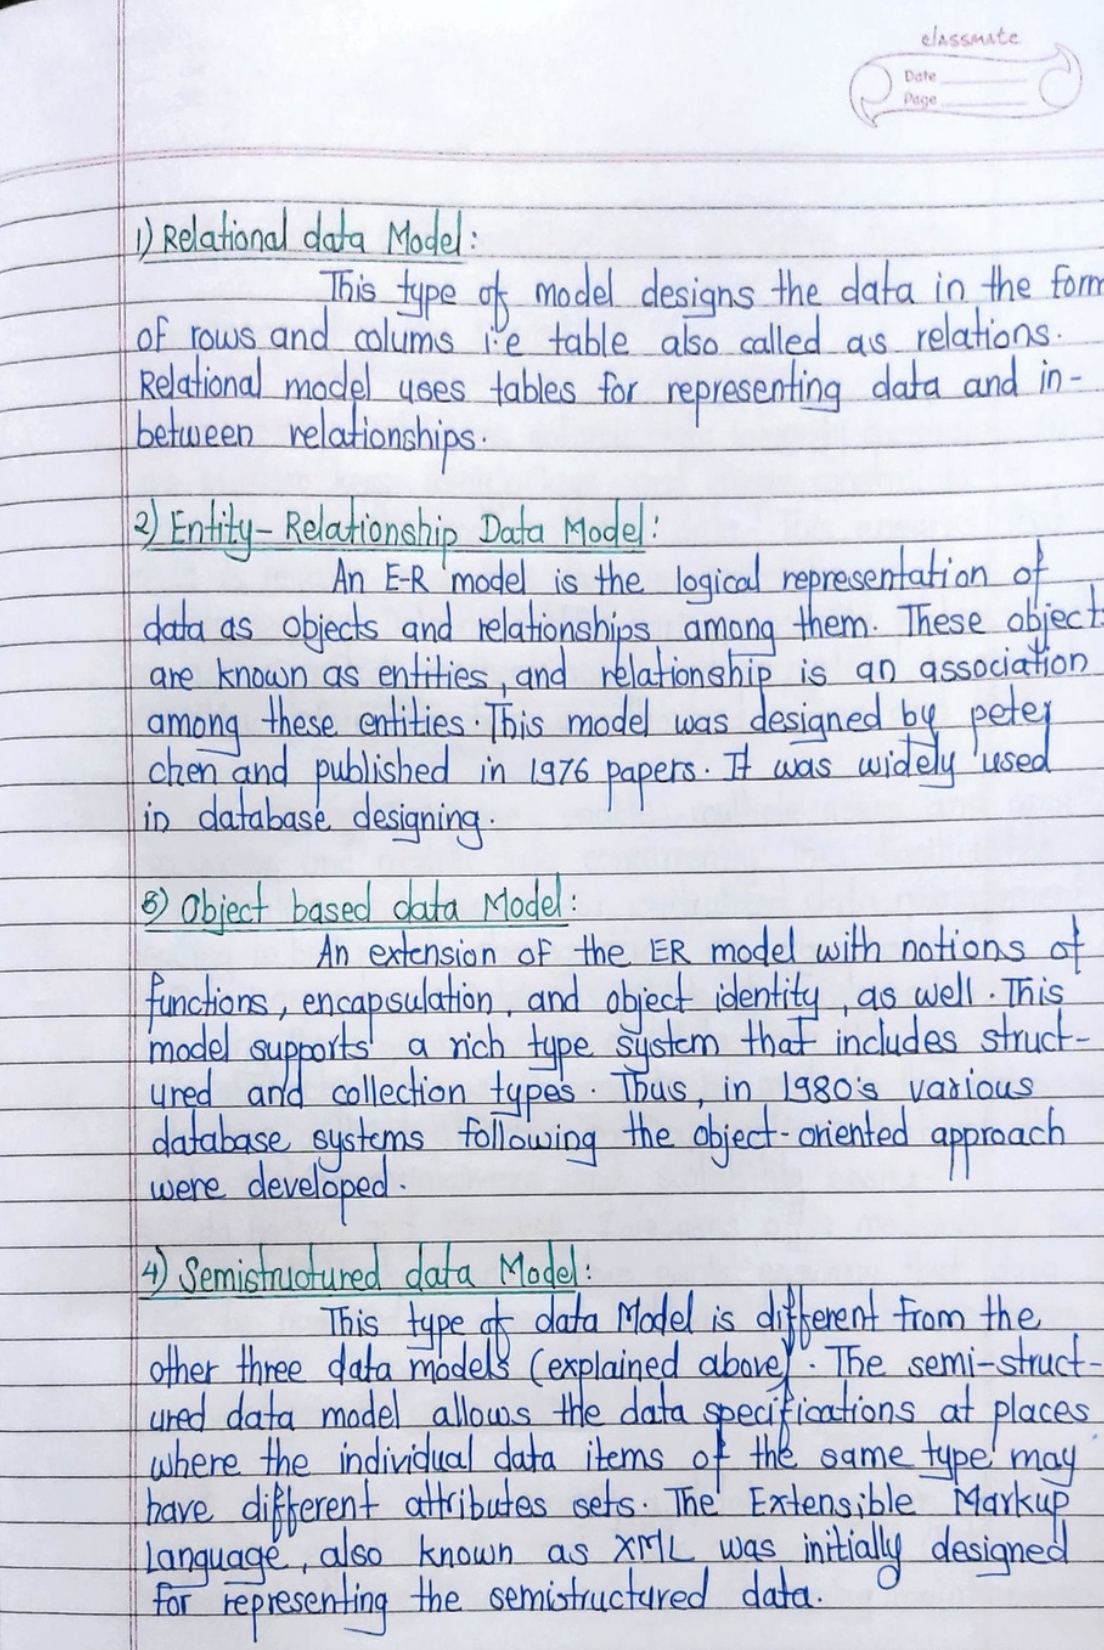 classmate
Date
Page
1) Relational data Model:
This type of model designs the data in the form
of rows and colums i.e table also called as relations.
Relational model uses tables for representing data and in-
between relationships.
2) Entity-Relationship Data Model:
An E-R model is the logical representation of
data as objects and relationships among them. These objects
are known as entities, and relationship is an association
among these entities. This model was designed by peter
chen and published in 1976 papers. It was widely used
in database designing.
3) Object based data Model:
An extension of the ER model with notions of
functions, encapsulation, and object identity, as well. This
model supports a rich type system that includes struct-
ured and collection types. Thus, in 1980's various
database systems following the object-oriented approach
were developed.
4) Semistructured data Model:
This type of data Model is different from the
other three data models (explained above). The semi-struct-
ured data model allows the data specifications at places
where the individual data items of the same type may
have different attributes sets. The Extensible Markup
Language, also known as XML was initially designed
for representing the semistructured data.